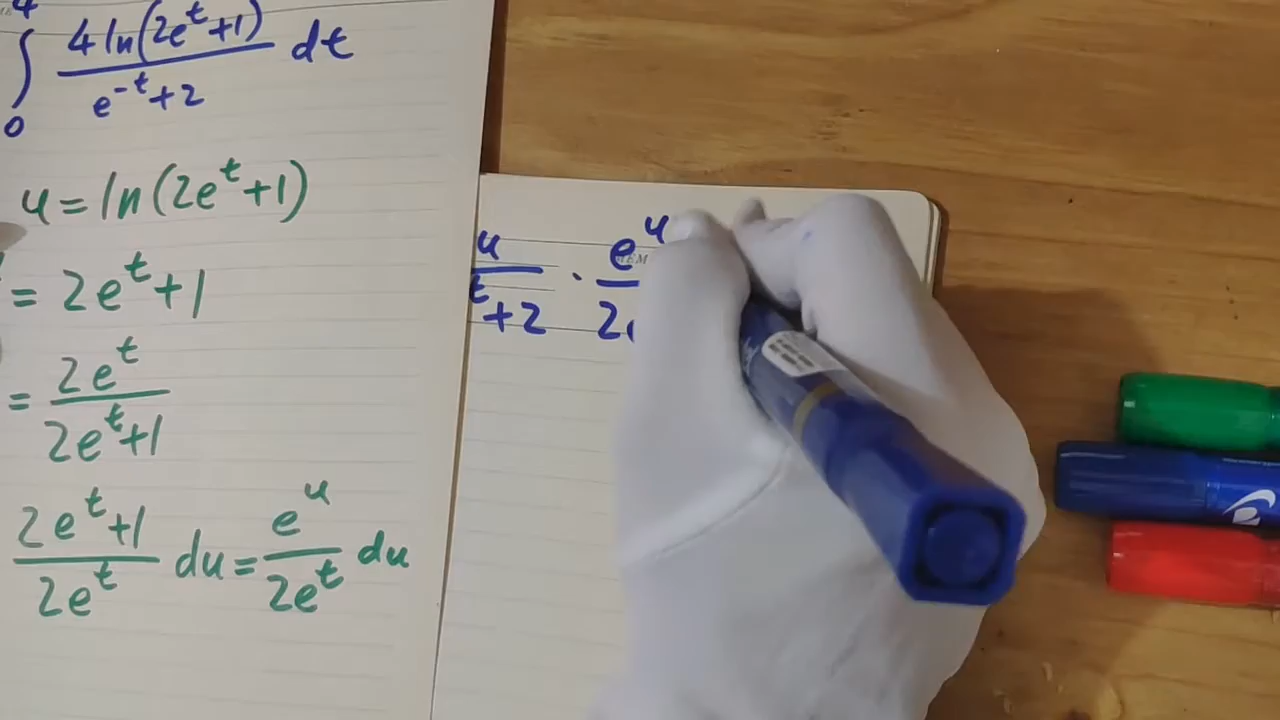 4
∫ 4 ln(2e^t+1) / e^-t+2 dt
0
u = ln(2e^t+1)
= 2e^t+1
= 2e^t / 2e^t+1
2e^t+1 / 2e^t du = e^u / 2e^t du
u / ^t+2 · e^u / 2